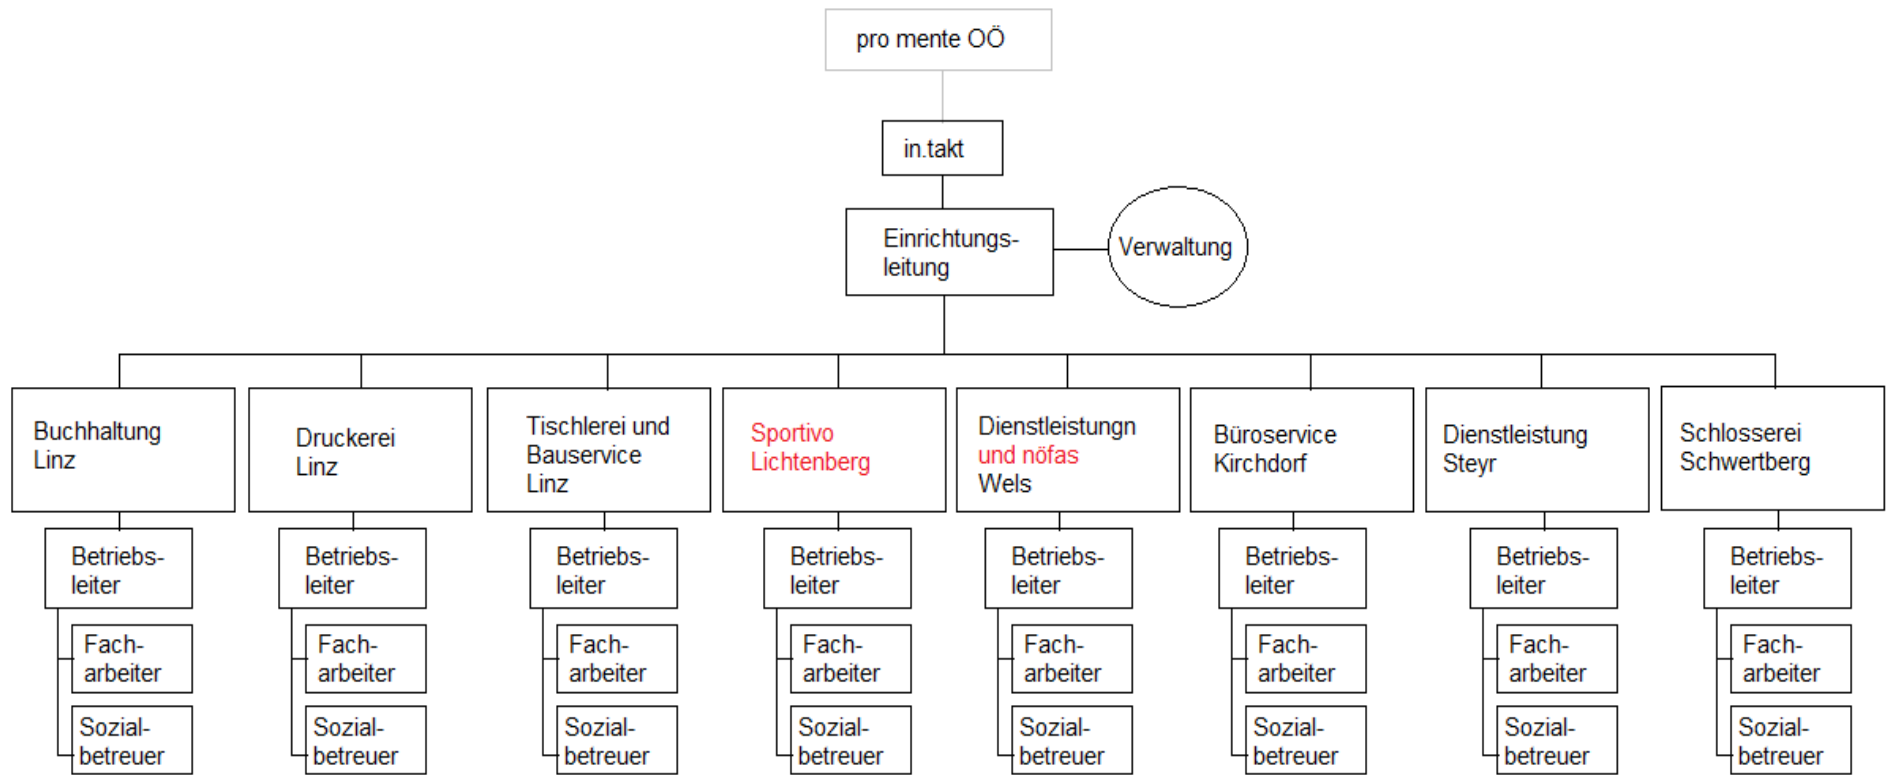 pro mente OÖ
in.takt
Einrichtungs-
leitung
Verwaltung
Buchhaltung
Linz
Druckerei
Linz
Tischlerei und
Bauservice
Linz
Sportivo
Lichtenberg
Dienstleistungn
und nöfas
Wels
Büroservice
Kirchdorf
Dienstleistung
Steyr
Schlosserei
Schwertberg
Betriebs-
leiter
Betriebs-
leiter
Betriebs-
leiter
Betriebs-
leiter
Betriebs-
leiter
Betriebs-
leiter
Betriebs-
leiter
Betriebs-
leiter
Fach-
arbeiter
Fach-
arbeiter
Fach-
arbeiter
Fach-
arbeiter
Fach-
arbeiter
Fach-
arbeiter
Fach-
arbeiter
Fach-
arbeiter
Sozial-
betreuer
Sozial-
betreuer
Sozial-
betreuer
Sozial-
betreuer
Sozial-
betreuer
Sozial-
betreuer
Sozial-
betreuer
Sozial-
betreuer